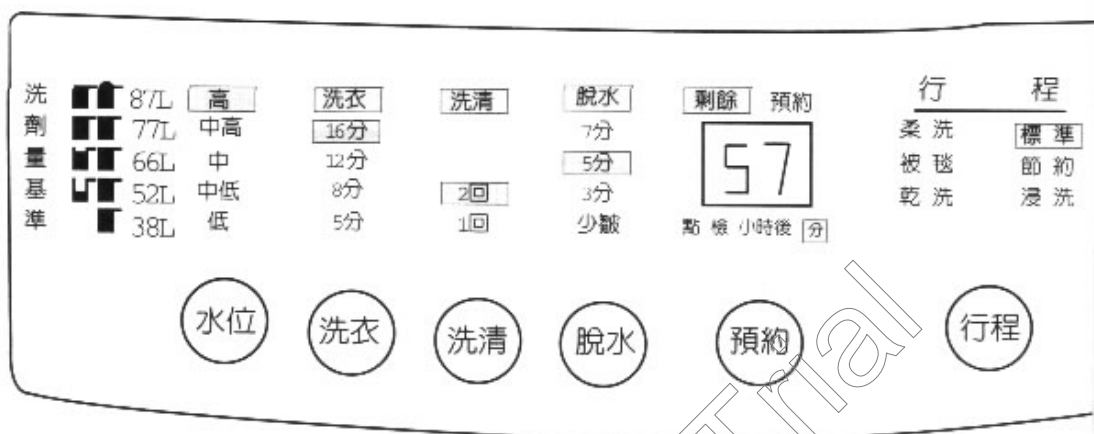 洗劑量基準
87L 高
77L 中高
66L 中
52L 中低
38L 低
洗衣
16分
12分
8分
5分
洗清
2回
1回
脫水
7分
5分
3分
少皺
剩餘 預約
57
點檢 小時後 分
行 程
柔洗 標準
被毯 節約
乾洗 浸洗
水位 洗衣 洗清 脫水 預約 行程
Trial